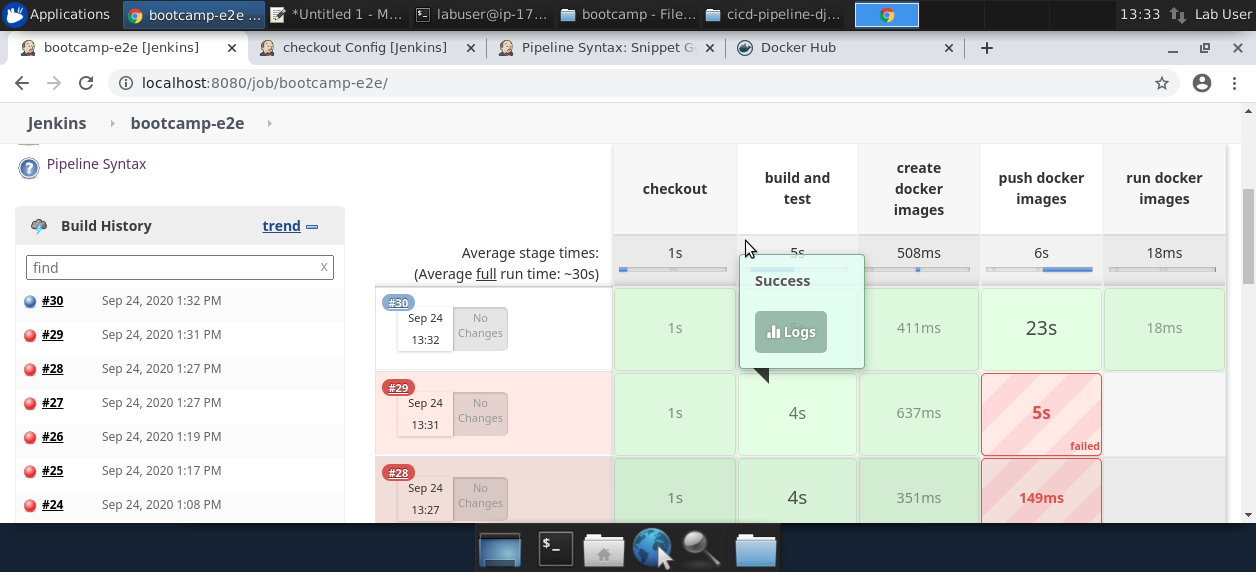 Applications
bootcamp-e2e ...
*Untitled 1 - M...
labuser@ip-17...
bootcamp - File...
cicd-pipeline-dj...
13:33
Lab User
bootcamp-e2e [Jenkins]
checkout Config [Jenkins]
Pipeline Syntax: Snippet G
Docker Hub
localhost:8080/job/bootcamp-e2e/
Jenkins
bootcamp-e2e
Pipeline Syntax
Build History
trend
find
X
#30 Sep 24, 2020 1:32 PM
#29 Sep 24, 2020 1:31 PM
#28 Sep 24, 2020 1:27 PM
#27 Sep 24, 2020 1:27 PM
#26 Sep 24, 2020 1:19 PM
#25 Sep 24, 2020 1:17 PM
#24 Sep 24, 2020 1:08 PM
checkout
build and
test
create
docker
images
push docker
images
run docker
images
Average stage times:
(Average full run time: ~30s)
1s
5s
508ms
6s
18ms
#30
Sep 24
13:32
No
Changes
1s
Success
Logs
411ms
23s
18ms
#29
Sep 24
13:31
No
Changes
1s
4s
637ms
5s
failed
#28
Sep 24
13:27
No
Changes
1s
4s
351ms
149ms
>_